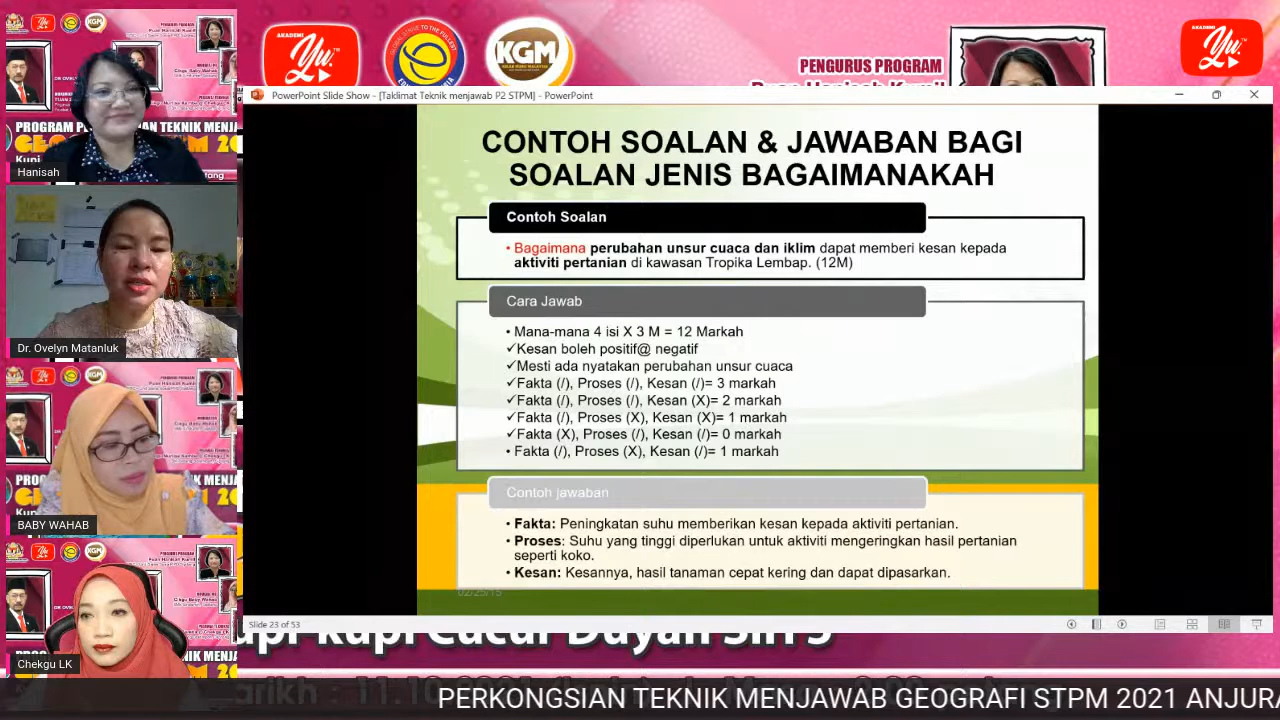 PENGURUS PROGRAM
KGM
PowerPoint Slide Show - [Taklimat Teknik menjawab P2 STPM] - PowerPoint
CONTOH SOALAN & JAWABAN BAGI
SOALAN JENIS BAGAIMANAKAH
Contoh Soalan
• Bagaimana perubahan unsur cuaca dan iklim dapat memberi kesan kepada
aktiviti pertanian di kawasan Tropika Lembap. (12M)
Cara Jawab
• Mana-mana 4 isi X 3 M = 12 Markah
✓Kesan boleh positif@ negatif
✓Mesti ada nyatakan perubahan unsur cuaca
✓Fakta (/), Proses (/), Kesan (/)= 3 markah
✓Fakta (/), Proses (/), Kesan (X)= 2 markah
✓Fakta (/), Proses (X), Kesan (X)= 1 markah
✓Fakta (X), Proses (/), Kesan (/)= 0 markah
• Fakta (/), Proses (X), Kesan (/)= 1 markah
Contoh jawaban
• Fakta: Peningkatan suhu memberikan kesan kepada aktiviti pertanian.
• Proses: Suhu yang tinggi diperlukan untuk aktiviti mengeringkan hasil pertanian
seperti koko.
• Kesan: Kesannya, hasil tanaman cepat kering dan dapat dipasarkan.
02/25/15
Slide 23 of 53
Hanisah
Dr. Ovelyn Matanluk
BABY WAHAB
Chekgu LK
PERKONGSIAN TEKNIK MENJAWAB GEOGRAFI STPM 2021 ANJURA